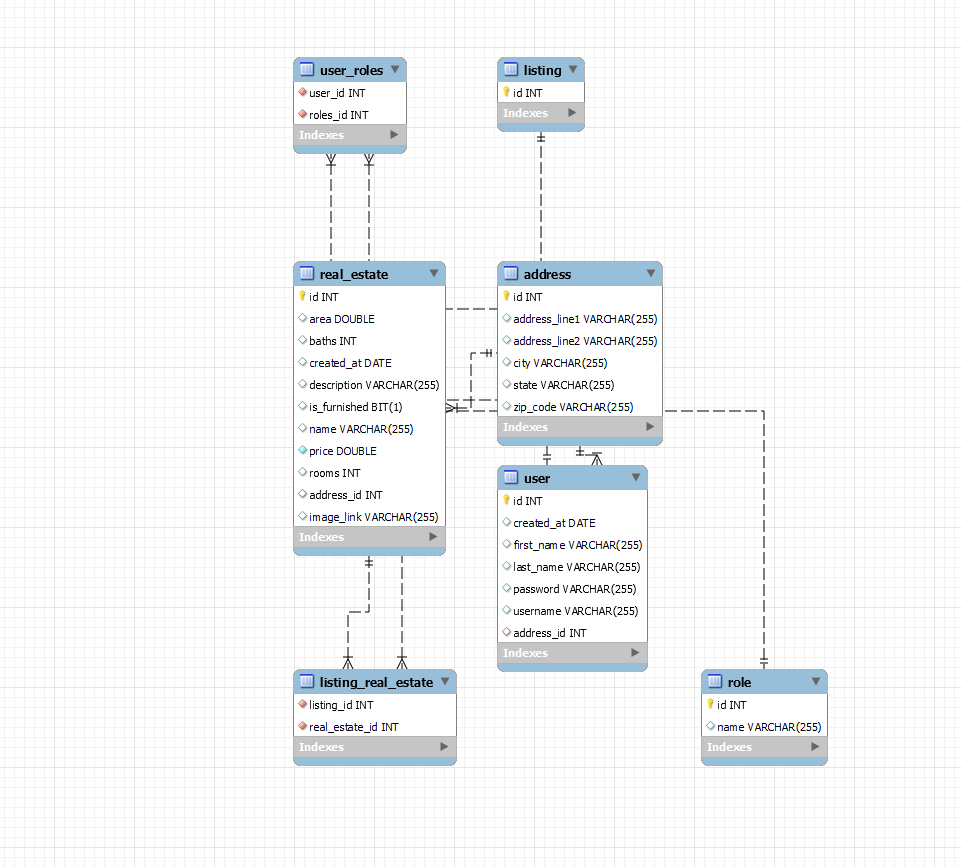 user_roles
user_id INT
roles_id INT
Indexes
listing
id INT
Indexes
real_estate
id INT
area DOUBLE
baths INT
created_at DATE
description VARCHAR(255)
is_furnished BIT(1)
name VARCHAR(255)
price DOUBLE
rooms INT
address_id INT
image_link VARCHAR(255)
Indexes
address
id INT
address_line1 VARCHAR(255)
address_line2 VARCHAR(255)
city VARCHAR(255)
state VARCHAR(255)
zip_code VARCHAR(255)
Indexes
user
id INT
created_at DATE
first_name VARCHAR(255)
last_name VARCHAR(255)
password VARCHAR(255)
username VARCHAR(255)
address_id INT
Indexes
listing_real_estate
listing_id INT
real_estate_id INT
Indexes
role
id INT
name VARCHAR(255)
Indexes